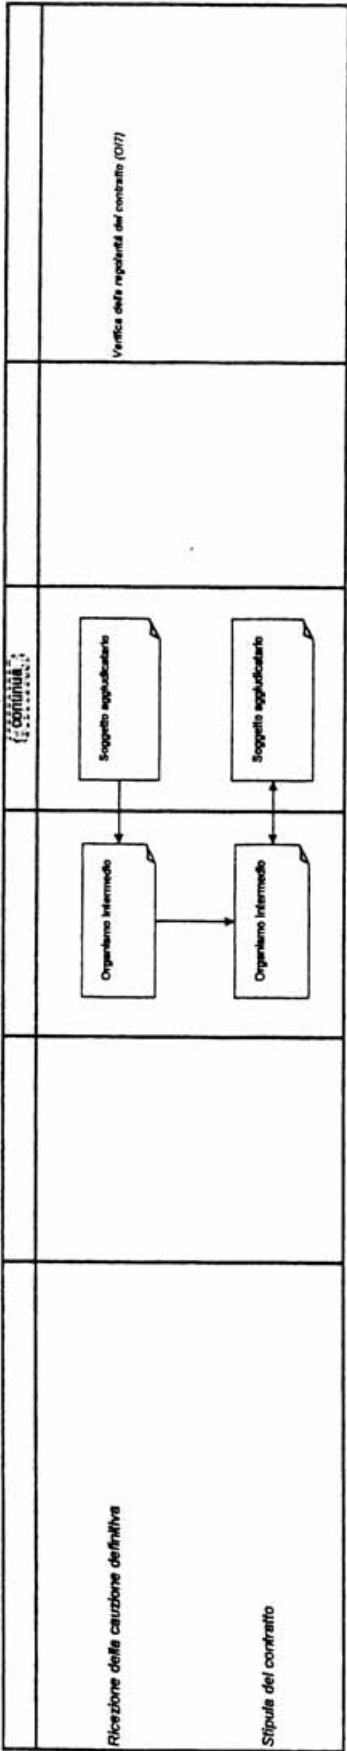 continua
Ricezione della cauzione definitiva
Organismo Intermedio
Soggetto aggiudicatario
Verifica della regolarità del contratto (OI7)
Stipula del contratto
Organismo Intermedio
Soggetto aggiudicatario